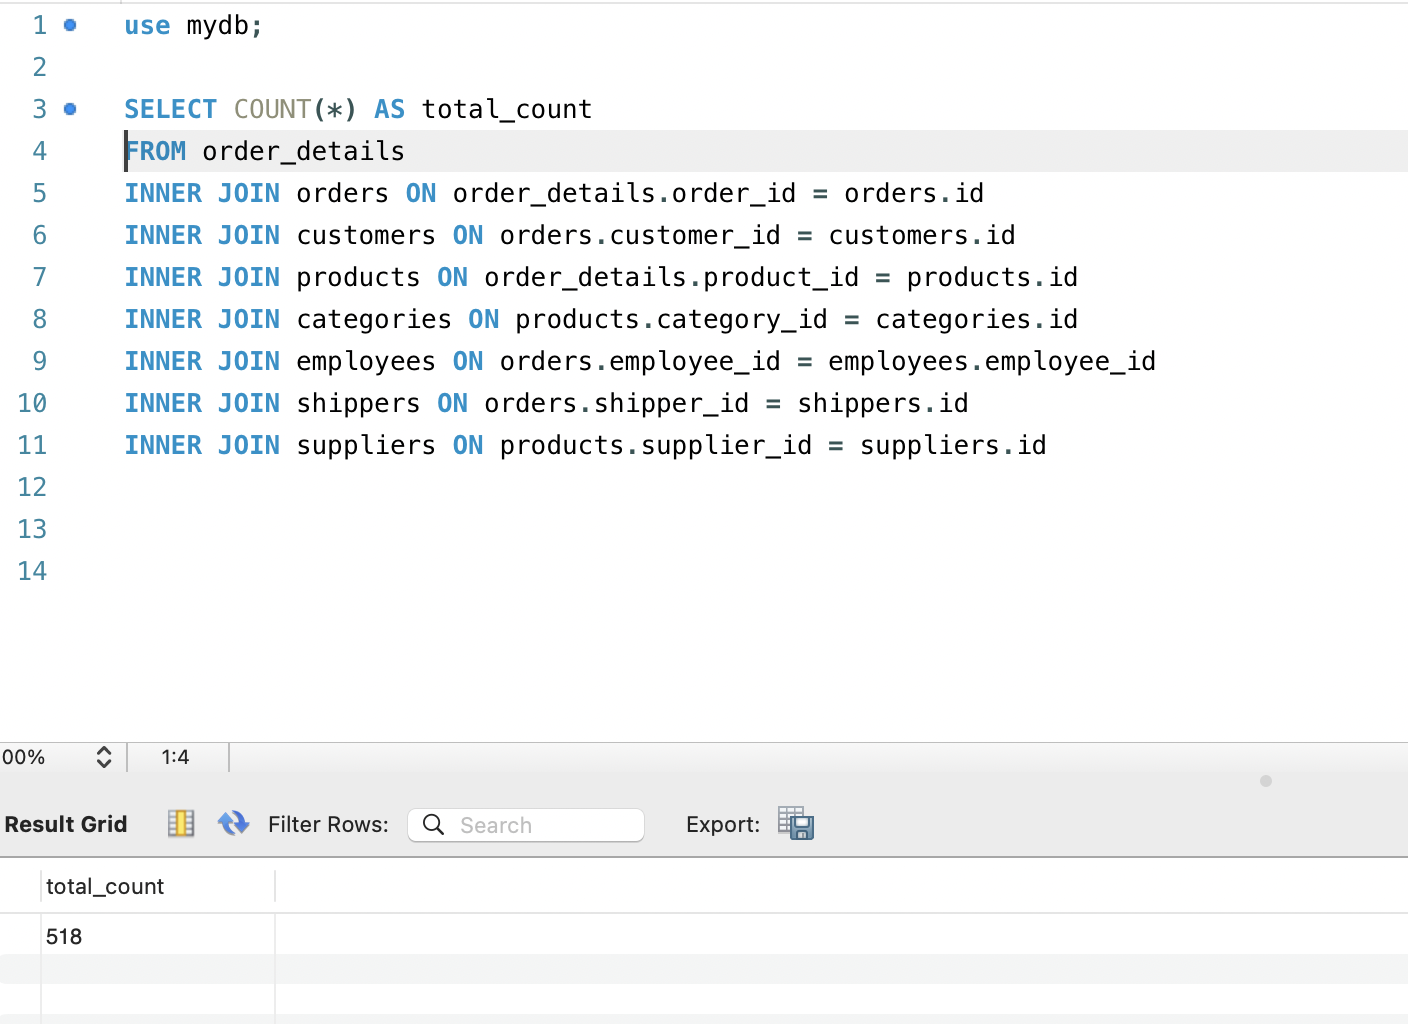 1 use mydb;
2
3 SELECT COUNT(*) AS total_count
4 FROM order_details
5 INNER JOIN orders ON order_details.order_id = orders.id
6 INNER JOIN customers ON orders.customer_id = customers.id
7 INNER JOIN products ON order_details.product_id = products.id
8 INNER JOIN categories ON products.category_id = categories.id
9 INNER JOIN employees ON orders.employee_id = employees.employee_id
10 INNER JOIN shippers ON orders.shipper_id = shippers.id
11 INNER JOIN suppliers ON products.supplier_id = suppliers.id
12
13
14
00% 1:4
Result Grid Filter Rows: Search Export:
total_count
518